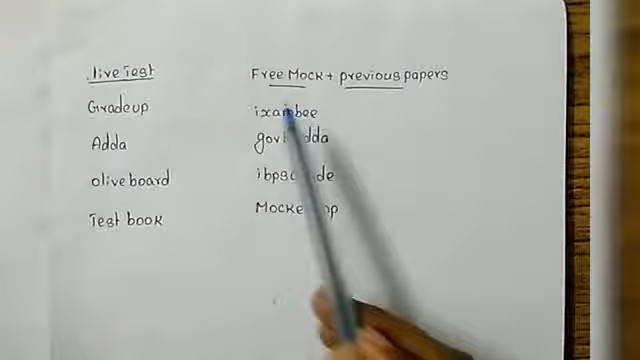 live Test
Free Mock + previous papers
Gradeup
ixambee
Adda
oliveboard
Test book